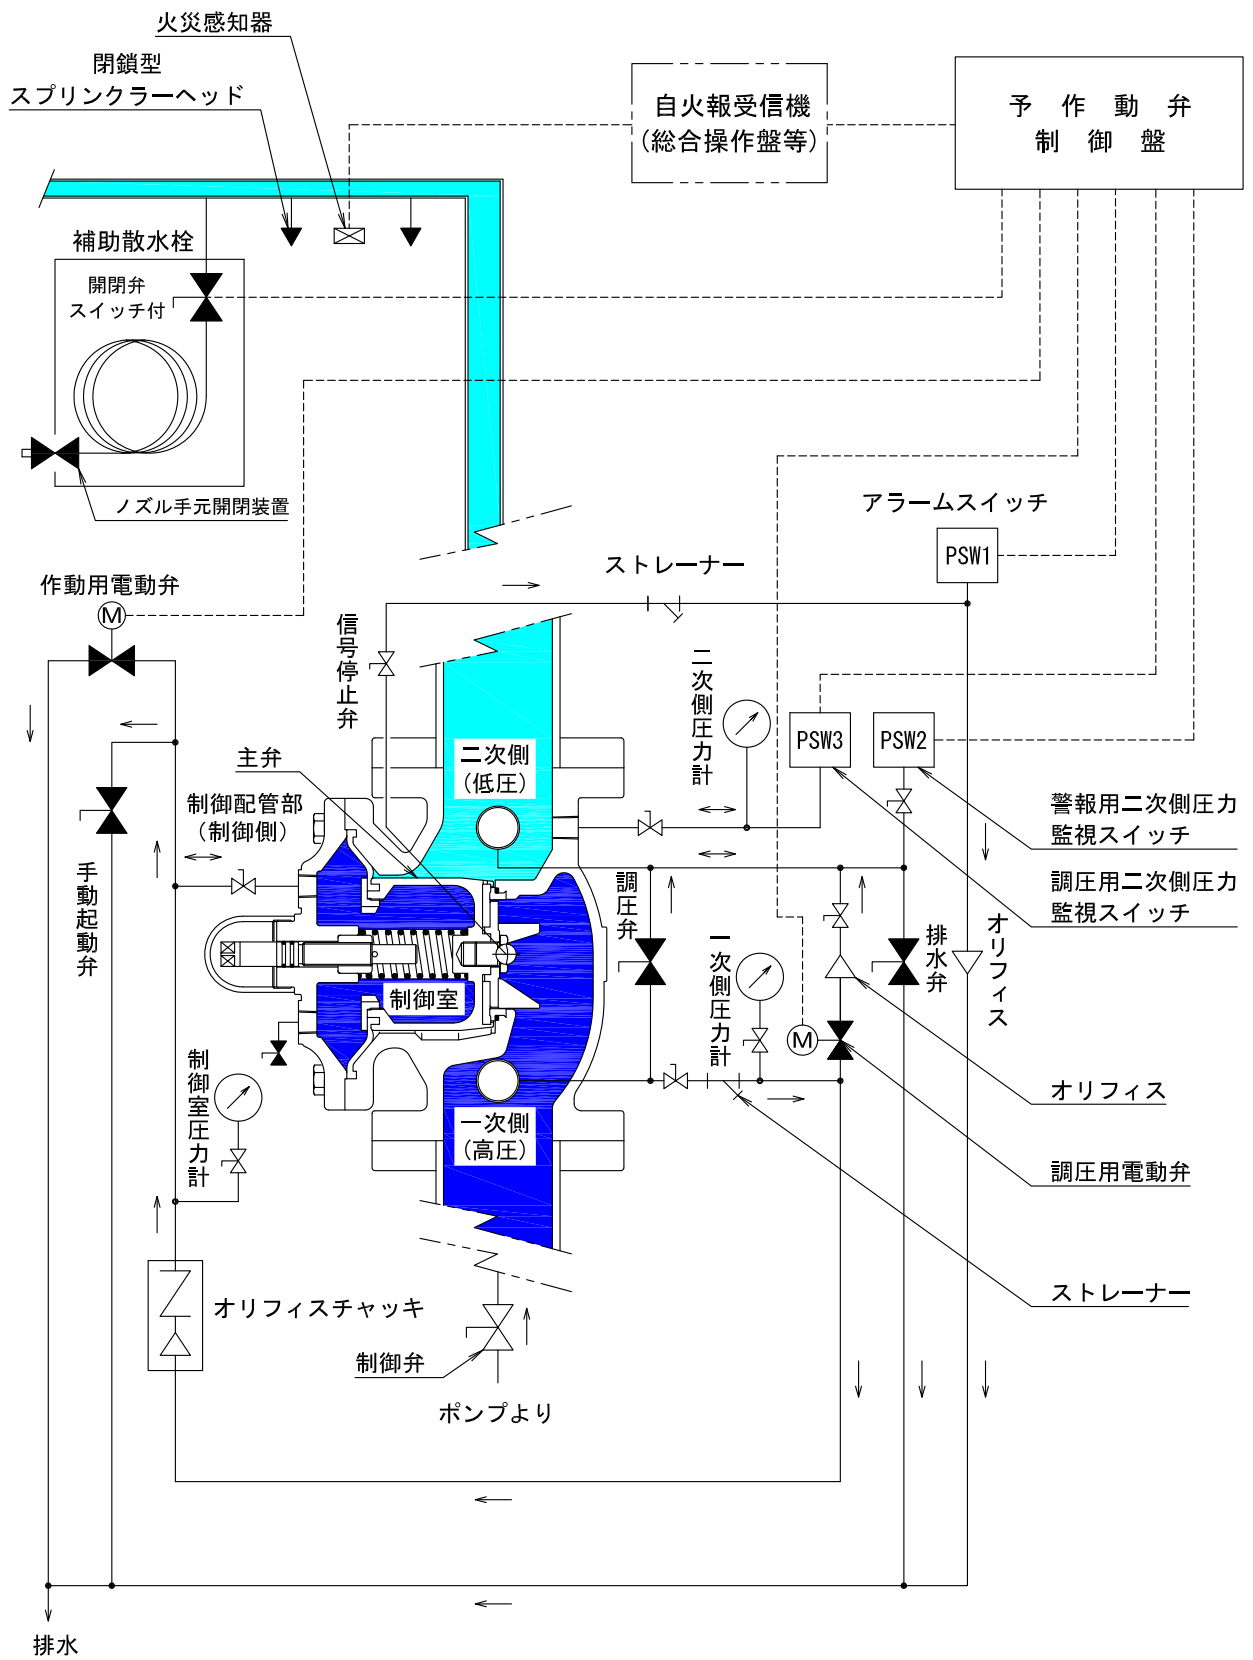 火災感知器
閉鎖型
スプリンクラーヘッド
自火報受信機
(総合操作盤等)
予作動弁
制御盤
補助散水栓
開閉弁
スイッチ付
ノズル手元開閉装置
アラームスイッチ
PSW1
ストレーナー
作動用電動弁
M
信号停止弁
二次側圧力計
PSW3
PSW2
主弁
二次側
(低圧)
制御配管部
(制御側)
警報用二次側圧力
監視スイッチ
調圧用二次側圧力
監視スイッチ
手動起動弁
調圧弁
一次側圧力計
排水弁
オリフィス
制御室
M
制御室圧力計
オリフィス
一次側
(高圧)
調圧用電動弁
オリフィスチャッキ
ストレーナー
制御弁
ポンプより
排水